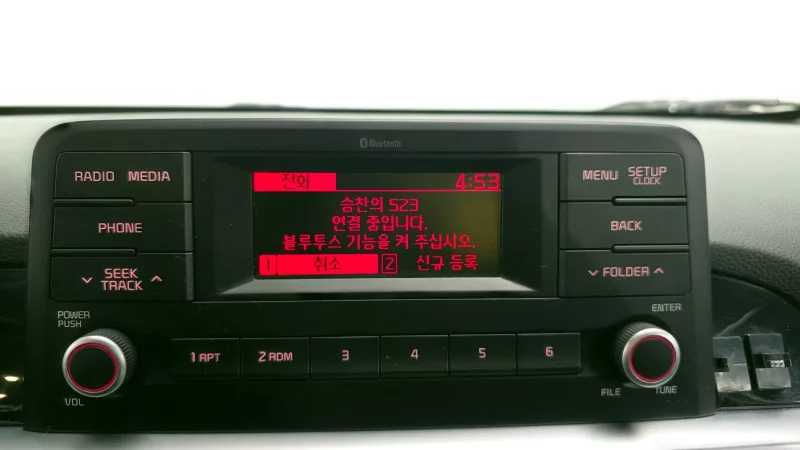 Bluetooth
RADIO MEDIA
PHONE
SEEK
TRACK
POWER
PUSH
VOL
전화 4:53
승찬의 S23
연결 중입니다.
블루투스 기능을 켜 주십시오.
1 취소 2 신규 등록
MENU SETUP
CLOCK
BACK
FOLDER
ENTER
FILE TUNE
1 APT 2 RDM 3 4 5 6